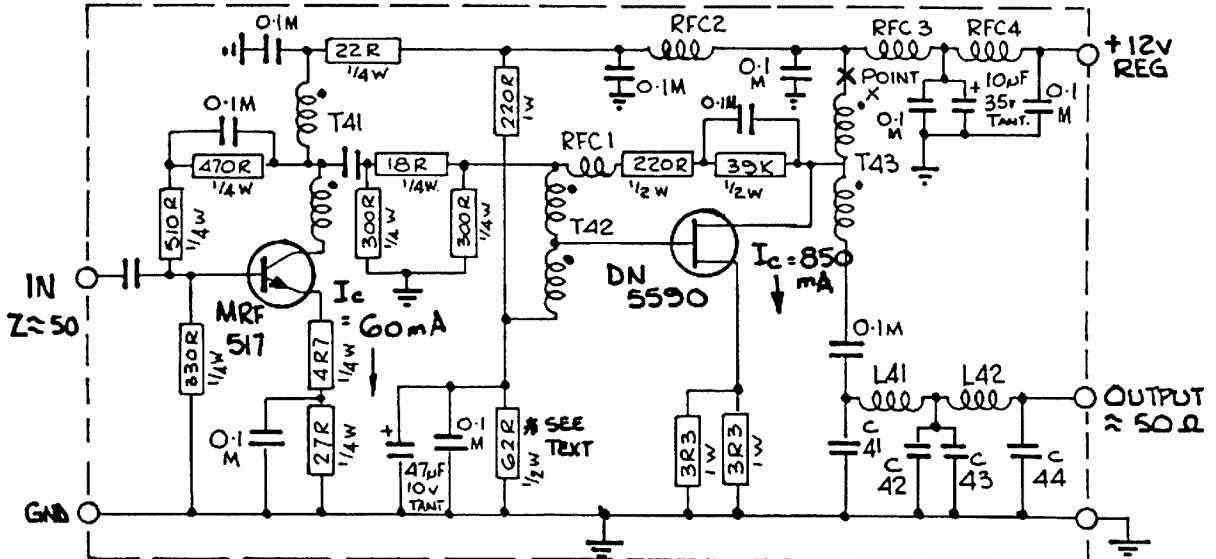 0.1M
22R
1/4W
RFC2
RFC3
RFC4
+12V
REG
0.1M
0.1
M
POINT
X
0.1
M
+ 10µF
35V
TANT.
0.1
M
0.1M
T41
220R
1W
0.1M
470R
1/4W
18R
1/4W.
RFC1
220R
1/2W
39K
1/2W
T43
510R
1/4W
300R
1/4W
300R
1/4W
T42
IN
Z≈50
MRF
517
Ic
= 60mA
DN
5590
Ic=850
mA
330R
1/4W
4R7
1/4W
0.1M
L41
L42
OUTPUT
≈50Ω
0.1
M
27R
1/4W
+
47µF
10V
TANT
0.1
M
62R
1/2W
* SEE
TEXT
3R3
1W
3R3
1W
C
41
C
42
C
43
C
44
GND